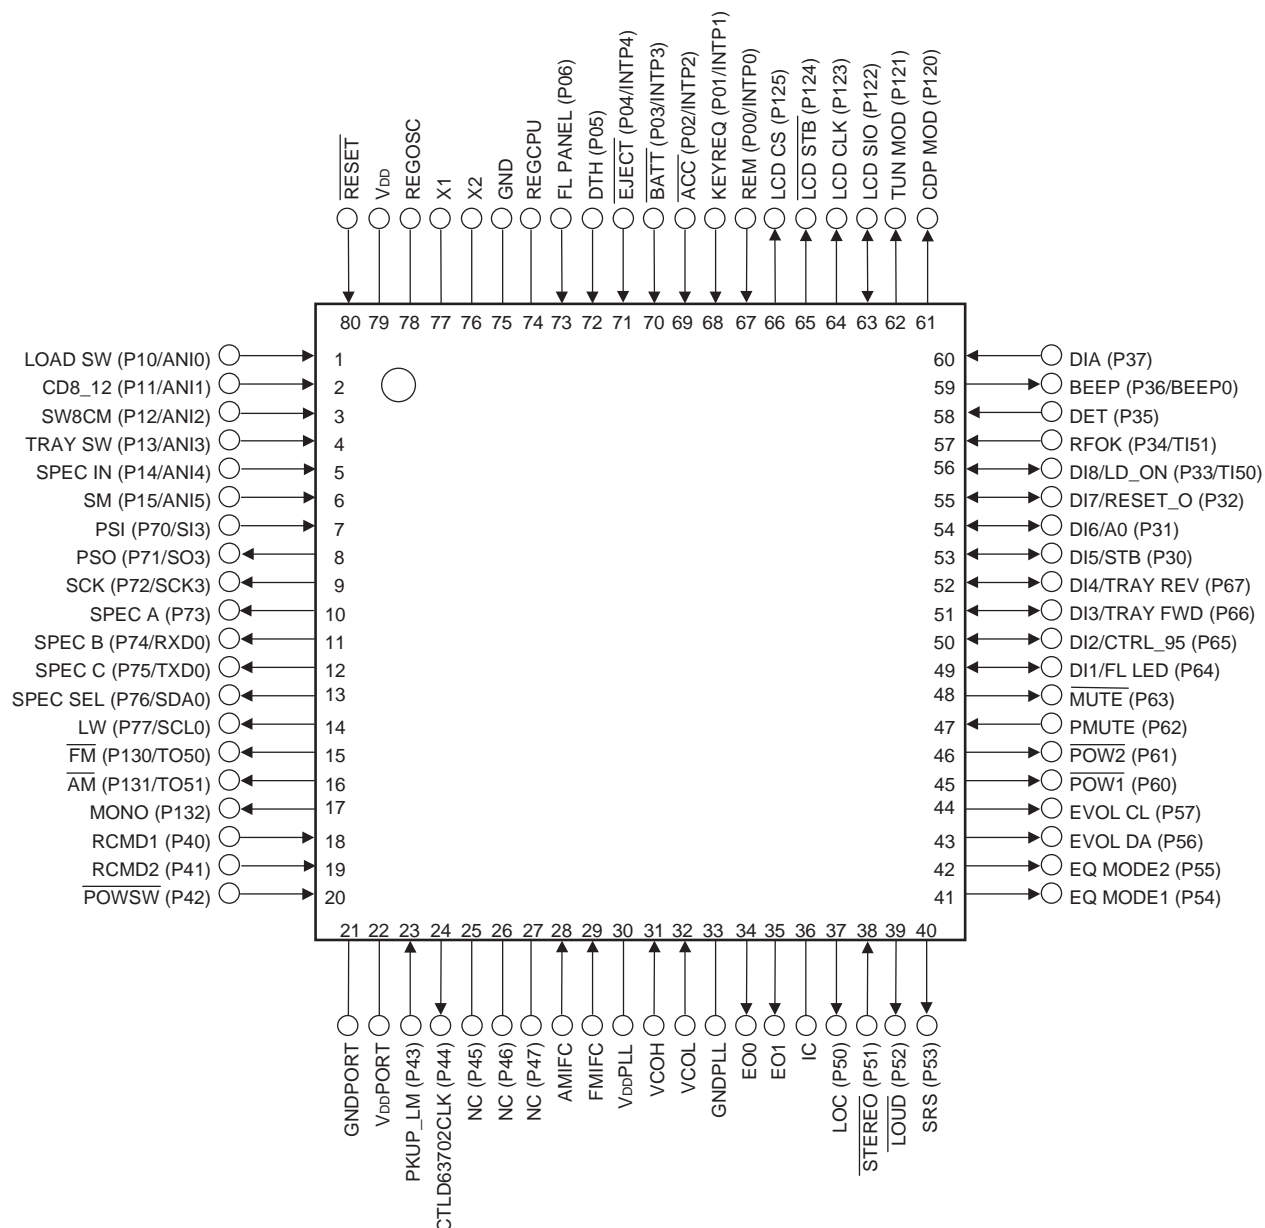 RESET
VDD
REGOSC
X1
X2
GND
REGCPU
FL PANEL (P06)
DTH (P05)
EJECT (P04/INTP4)
BATT (P03/INTP3)
ACC (P02/INTP2)
KEYREQ (P01/INTP1)
REM (P00/INTP0)
LCD CS (P125)
LCD STB (P124)
LCD CLK (P123)
LCD SIO (P122)
TUN MOD (P121)
CDP MOD (P120)
80 79 78 77 76 75 74 73 72 71 70 69 68 67 66 65 64 63 62 61
LOAD SW (P10/ANI0) 1
CD8_12 (P11/ANI1) 2
SW8CM (P12/ANI2) 3
TRAY SW (P13/ANI3) 4
SPEC IN (P14/ANI4) 5
SM (P15/ANI5) 6
PSI (P70/SI3) 7
PSO (P71/SO3) 8
SCK (P72/SCK3) 9
SPEC A (P73) 10
SPEC B (P74/RXD0) 11
SPEC C (P75/TXD0) 12
SPEC SEL (P76/SDA0) 13
LW (P77/SCL0) 14
FM (P130/TO50) 15
AM (P131/TO51) 16
MONO (P132) 17
RCMD1 (P40) 18
RCMD2 (P41) 19
POWSW (P42) 20
60 DIA (P37)
59 BEEP (P36/BEEP0)
58 DET (P35)
57 RFOK (P34/TI51)
56 DI8/LD_ON (P33/TI50)
55 DI7/RESET_O (P32)
54 DI6/A0 (P31)
53 DI5/STB (P30)
52 DI4/TRAY REV (P67)
51 DI3/TRAY FWD (P66)
50 DI2/CTRL_95 (P65)
49 DI1/FL LED (P64)
48 MUTE (P63)
47 PMUTE (P62)
46 POW2 (P61)
45 POW1 (P60)
44 EVOL CL (P57)
43 EVOL DA (P56)
42 EQ MODE2 (P55)
41 EQ MODE1 (P54)
21 22 23 24 25 26 27 28 29 30 31 32 33 34 35 36 37 38 39 40
GNDPORT
VDDPORT
PKUP_LM (P43)
CTLD63702CLK (P44)
NC (P45)
NC (P46)
NC (P47)
AMIFC
FMIFC
VDDPLL
VCOH
VCOL
GNDPLL
EO0
EO1
IC
LOC (P50)
STEREO (P51)
LOUD (P52)
SRS (P53)